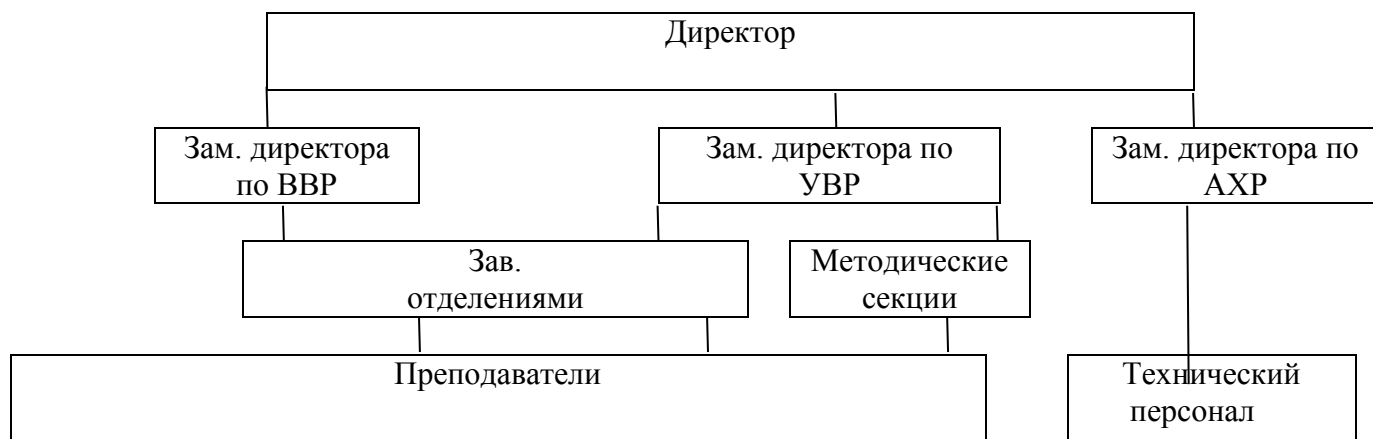 Директор
Зам. директора
по ВВР
Зам. директора по
УВР
Зам. директора по
АХР
Зав.
отделениями
Методические
секции
Преподаватели
Технический
персонал